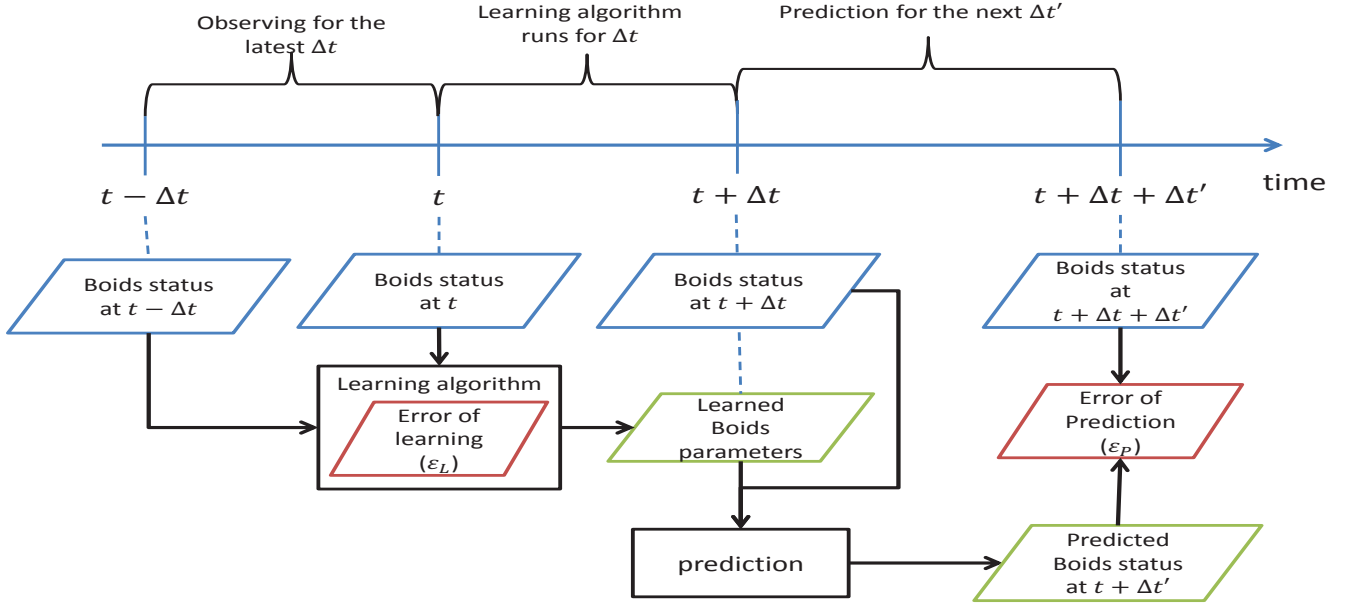 Observing for the
latest Δt
Learning algorithm
runs for Δt
Prediction for the next Δt′
time
t − Δt
t
t + Δt
t + Δt + Δt′
Boids status
at t − Δt
Boids status
at t
Boids status
at t + Δt
Boids status
at
t + Δt + Δt′
Learning algorithm
Error of
learning
(ε_L)
Learned
Boids
parameters
Error of
Prediction
(ε_P)
prediction
Predicted
Boids status
at t + Δt′